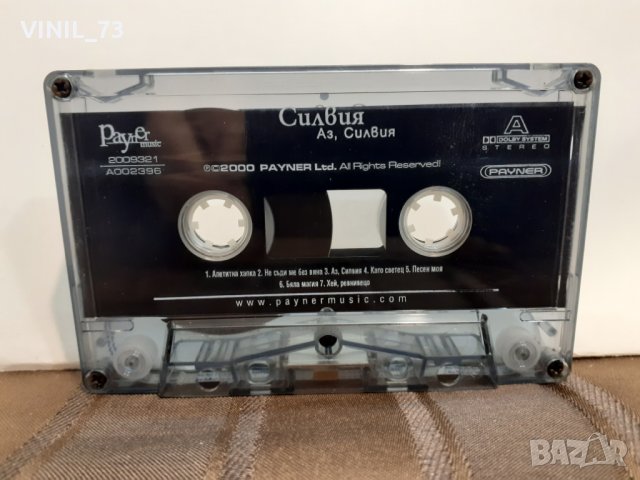 VINIL_73
Силвия
Аз, Силвия
Payner
music
2009321
A002396
℗©2000 PAYNER Ltd. All Rights Reserved!
A
DOLBY SYSTEM
STEREO
PAYNER
1. Апетитна хапка 2. Не съди ме без вина 3. Аз, Силвия 4. Като светец 5. Песен моя
6. Бяла магия 7. Хей, ревнивецо
www.paynermusic.com
BAZAR